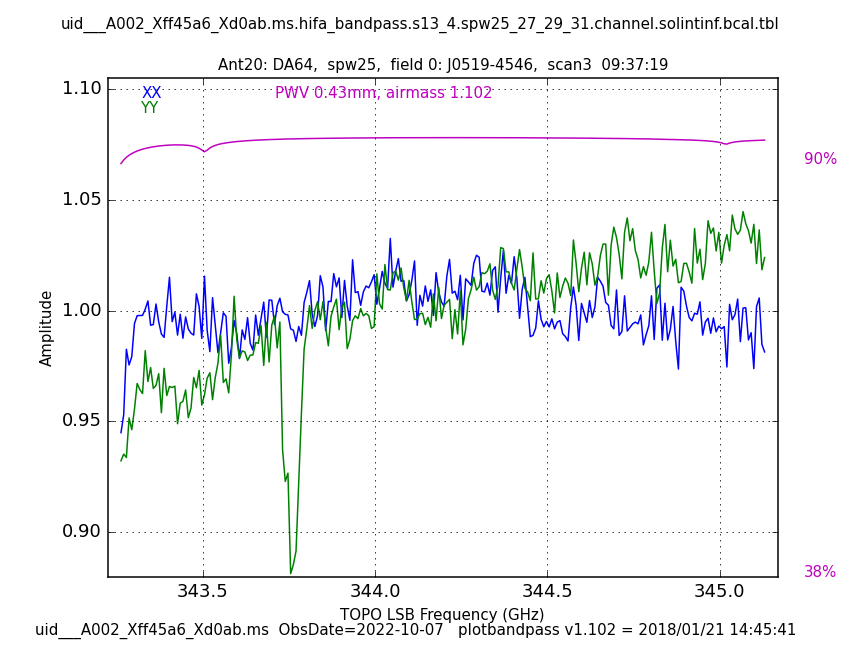 uid___A002_Xff45a6_Xd0ab.ms.hifa_bandpass.s13_4.spw25_27_29_31.channel.solintinf.bcal.tbl
Ant20: DA64,  spw25,  field 0: J0519-4546,  scan3  09:37:19
XX
YY
PWV 0.43mm, airmass 1.102
1.10
1.05
1.00
0.95
0.90
Amplitude
90%
38%
343.5
344.0
344.5
345.0
TOPO LSB Frequency (GHz)
uid___A002_Xff45a6_Xd0ab.ms  ObsDate=2022-10-07   plotbandpass v1.102 = 2018/01/21 14:45:41